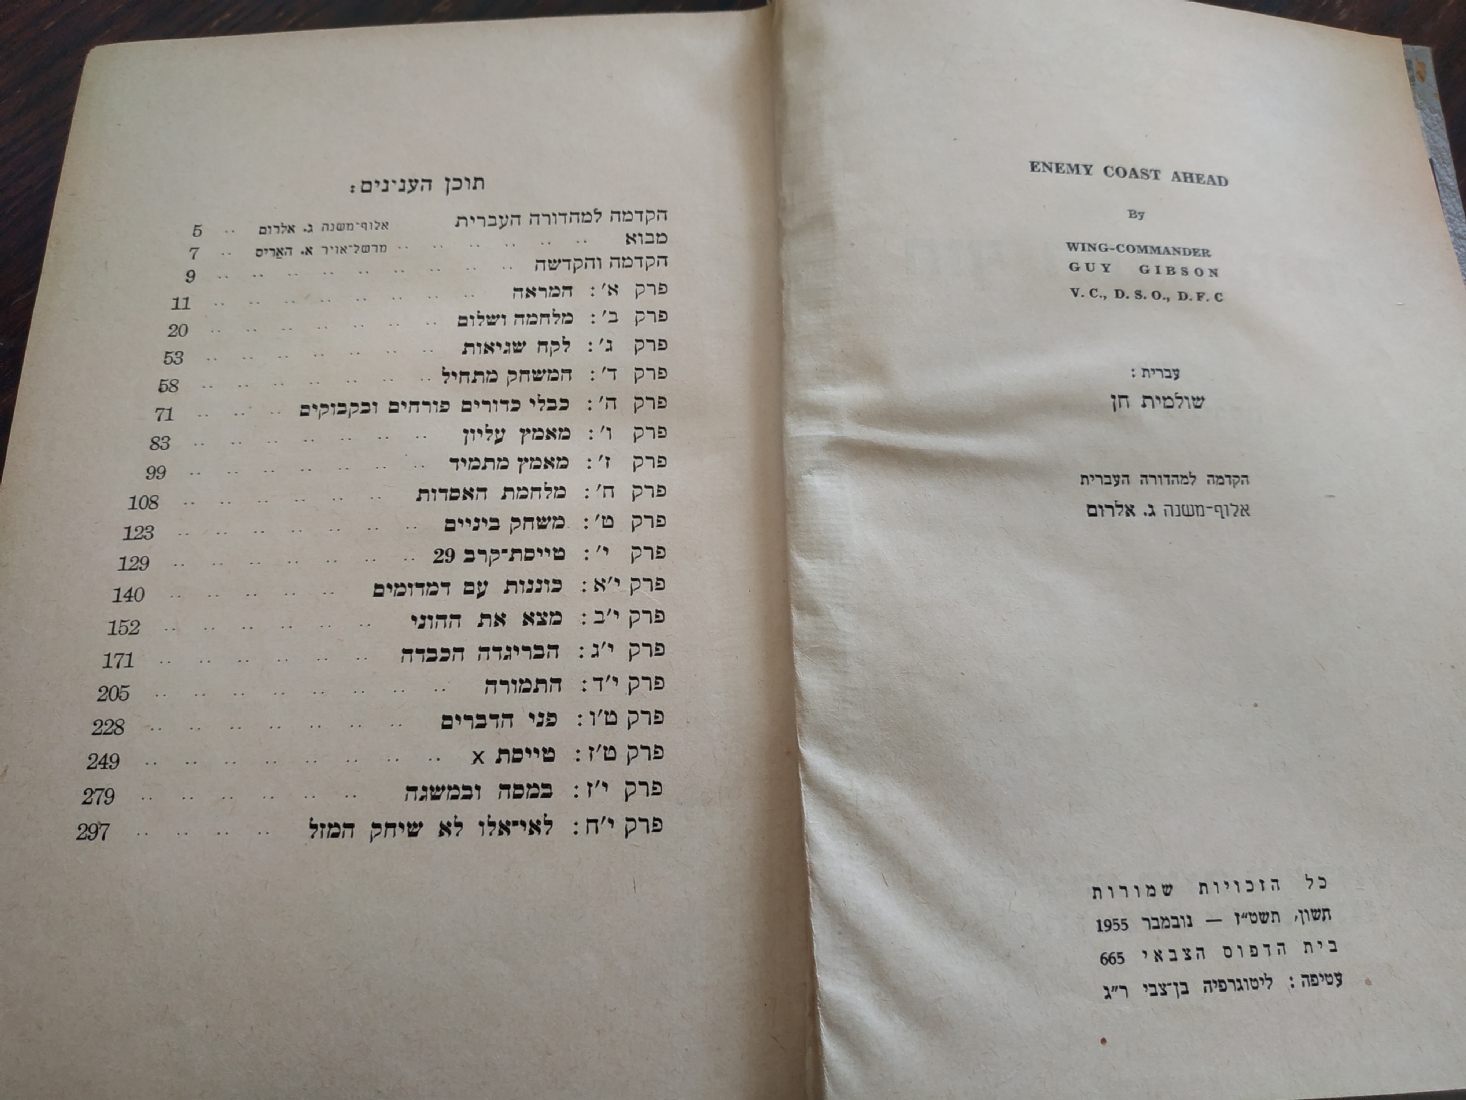 ENEMY COAST AHEAD
By
WING-COMMANDER
GUY GIBSON
V. C., D. S. O., D. F. C
עברית :
שולמית חן
הקדמה למהדורה העברית
אלוף־משנה ג. אלרום
כל הזכויות שמורות
חשון, תשט״ז — נובמבר 1955
בית הדפוס הצבאי 665
עטיפה : ליטוגרפיה בן־צבי ר״ג
תוכן הענינים :
הקדמה למהדורה העברית אלוף־משנה ג. אלרום .. 5
מבוא .. .. .. .. .. .. מרשל־אויר א. האריס .. 7
הקדמה והקדשה .. .. .. .. .. .. .. .. .. 9
פרק א׳ : המראה .. .. .. .. .. .. .. .. 11
פרק ב׳ : מלחמה ושלום .. .. .. .. .. .. .. 20
פרק ג׳ : לקח שגיאות .. .. .. .. .. .. .. 53
פרק ד׳ : המשחק מתחיל .. .. .. .. .. .. .. 58
פרק ה׳ : כבלי כדורים פורחים ובקבוקים .. .. .. 71
פרק ו׳ : מאמץ עליון .. .. .. .. .. .. .. 83
פרק ז׳ : מאמץ מתמיד .. .. .. .. .. .. .. 99
פרק ח׳ : מלחמת האסדות .. .. .. .. .. .. .. 108
פרק ט׳ : משחק ביניים .. .. .. .. .. .. .. 123
פרק י׳ : טייסת־קרב 29 .. .. .. .. .. .. .. 129
פרק י׳א : כוננות עם דמדומים .. .. .. .. .. 140
פרק י׳ב : מצא את ההוני .. .. .. .. .. .. 152
פרק י׳ג : הבריגדה הכבדה .. .. .. .. .. .. 171
פרק י׳ד : התמורה .. .. .. .. .. .. .. .. 205
פרק ט׳ו : פני הדברים .. .. .. .. .. .. .. 228
פרק ט׳ז : טייסת X .. .. .. .. .. .. .. .. 249
פרק י׳ז : במסה ובמשגה .. .. .. .. .. .. 279
פרק י׳ח : לאי־אלו לא שיחק המזל .. .. .. .. 297